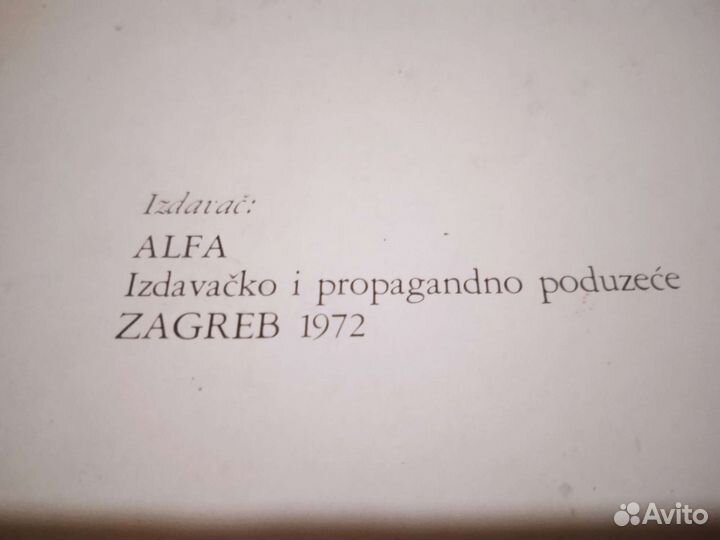 Izdavač:
ALFA
Izdavačko i propagandno poduzeće
ZAGREB 1972
Avito